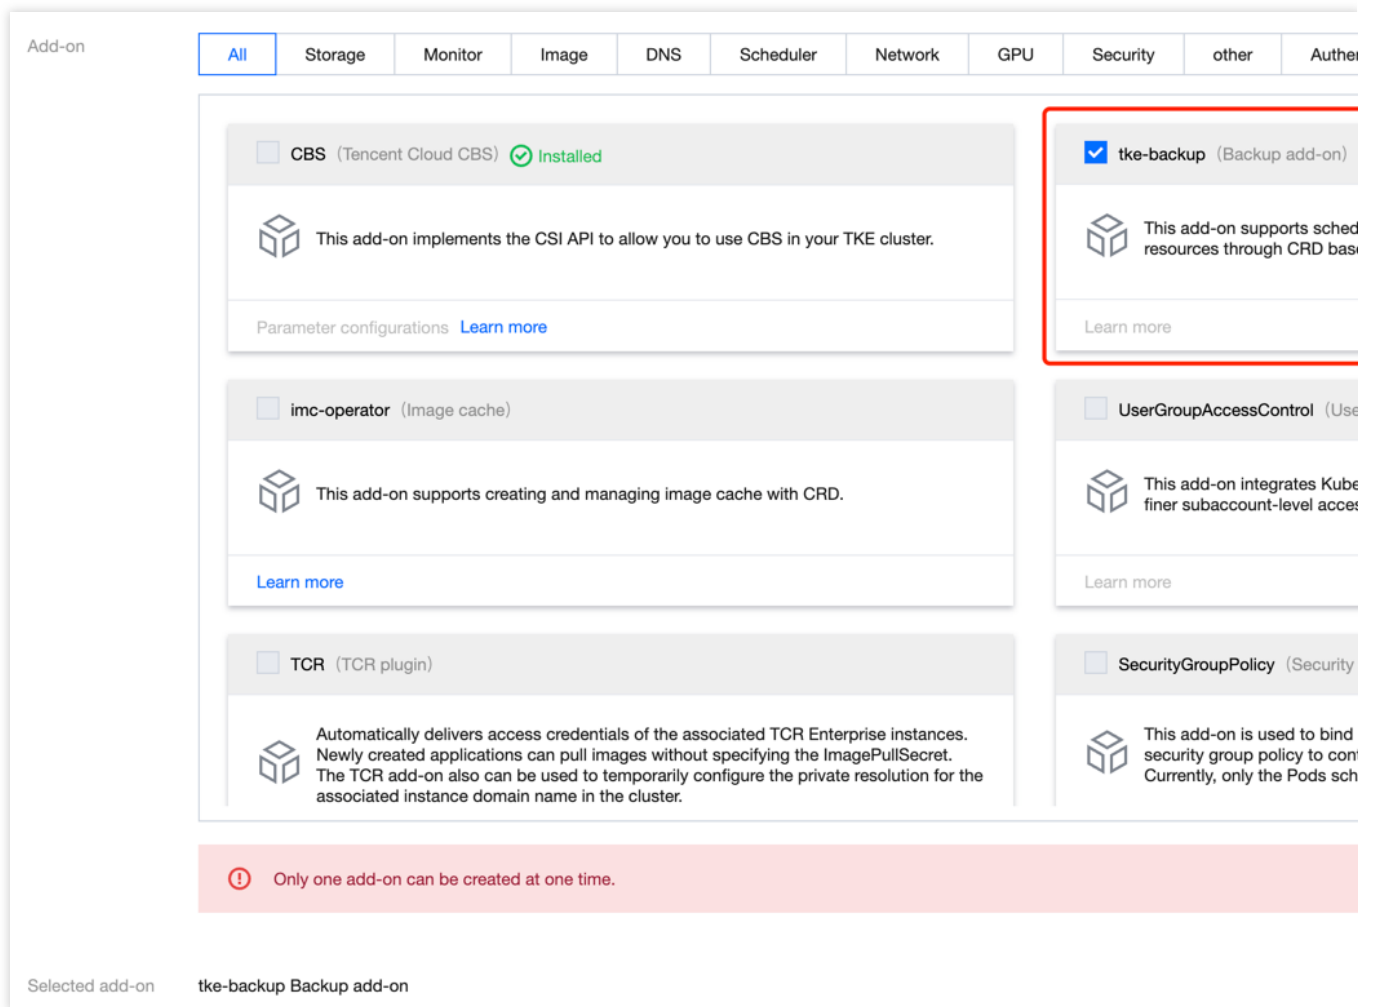 Add-on
All Storage Monitor Image DNS Scheduler Network GPU Security other
CBS (Tencent Cloud CBS) Installed
This add-on implements the CSI API to allow you to use CBS in your TKE cluster.
Parameter configurations Learn more
tke-backup (Backup add-on)
This add-on supports
resources through CRD
Learn more
imc-operator (Image cache)
This add-on supports creating and managing image cache with CRD.
Learn more
UserGroupAccessControl
This add-on integrates
finer subaccount-level
Learn more
TCR (TCR plugin)
Automatically delivers access credentials of the associated TCR Enterprise instances.
Newly created applications can pull images without specifying the ImagePullSecret.
The TCR add-on also can be used to temporarily configure the private resolution for the
associated instance domain name in the cluster.
SecurityGroupPolicy (Security
This add-on is used to bind
security group policy to
Currently, only the Pods
Only one add-on can be created at one time.
Selected add-on tke-backup Backup add-on